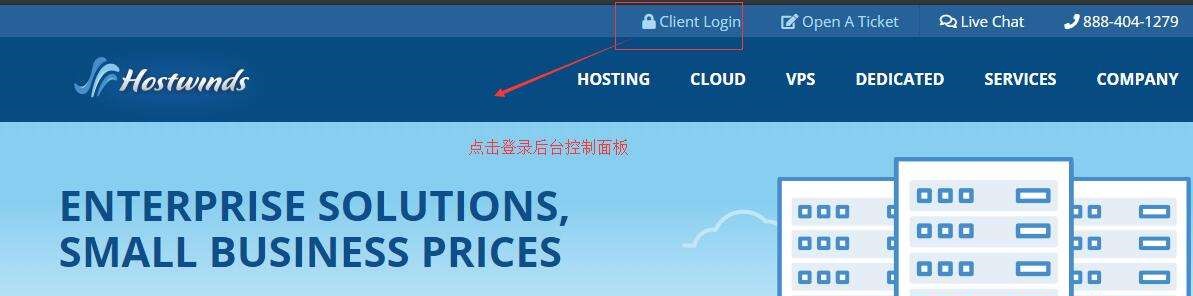 Client Login Open A Ticket Live Chat 888-404-1279
Hostwinds HOSTING CLOUD VPS DEDICATED SERVICES COMPANY
点击登录后台控制面板
ENTERPRISE SOLUTIONS,
SMALL BUSINESS PRICES